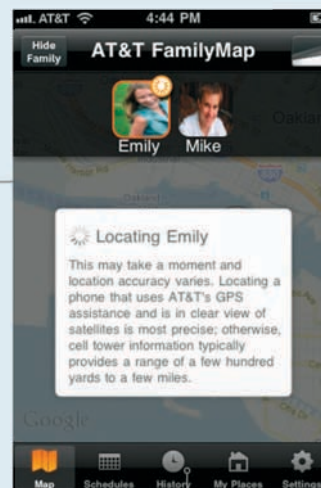 AT&T 4:44 PM
Hide
Family
AT&T FamilyMap
Emily Mike
Oakland
Oakland
Locating Emily
This may take a moment and
location accuracy varies. Locating a
phone that uses AT&T's GPS
assistance and is in clear view of
satellites is most precise; otherwise,
cell tower information typically
provides a range of a few hundred
yards to a few miles.
Google
Map Schedules History My Places Settings